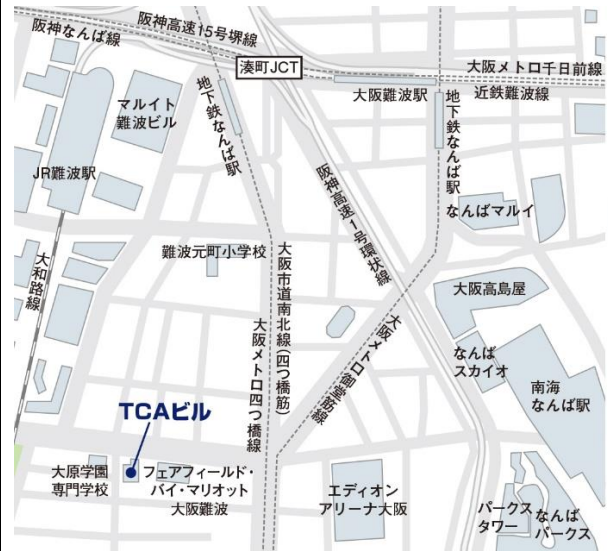 阪神なんば線
阪神高速15号堺線
湊町JCT
大阪メトロ千日前線
近鉄難波線
大阪難波駅
マルイト
難波ビル
地下鉄なんば駅
地下鉄なんば駅
JR難波駅
阪神高速1号環状線
なんばマルイ
難波元町小学校
大和路線
大阪市道南北線(四つ橋筋)
大阪メトロ四つ橋線
大阪メトロ御堂筋線
大阪高島屋
なんば
スカイオ
南海
なんば駅
TCAビル
大原学園
専門学校
フェアフィールド・
バイ・マリオット
大阪難波
エディオン
アリーナ大阪
パークス
タワー
なんば
パークス